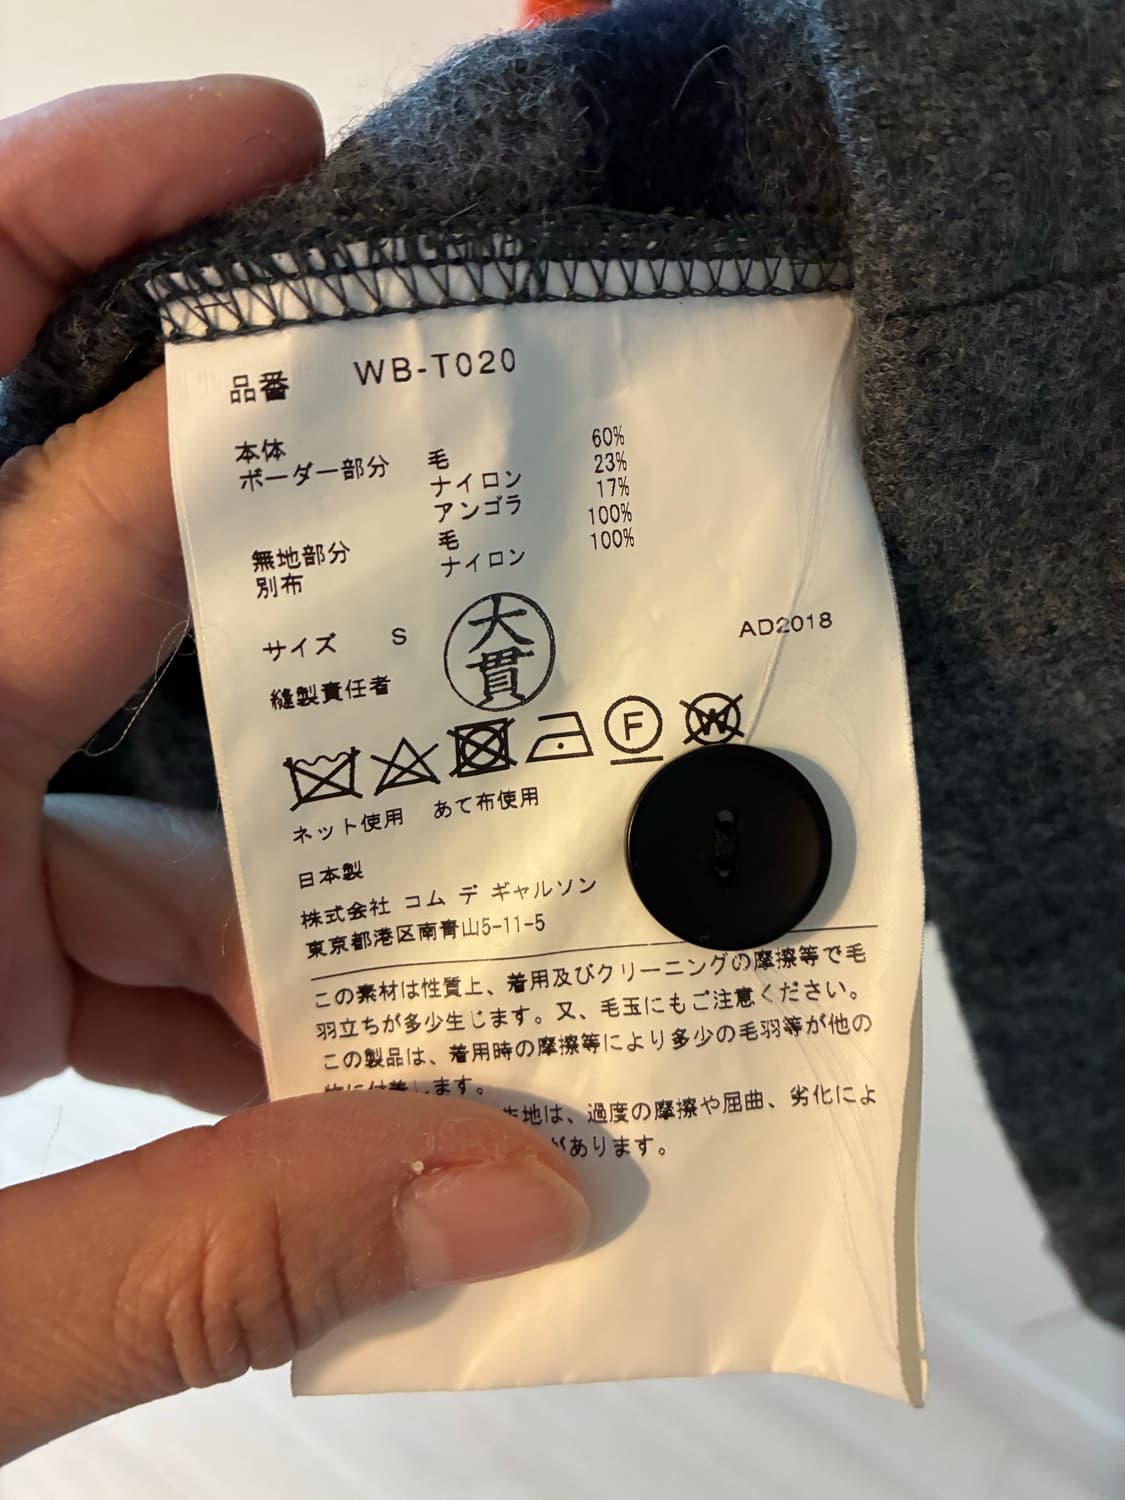 品番 WB-T020
本体
ボーダー部分 毛 60%
ナイロン 23%
アンゴラ 17%
無地部分 毛 100%
別布 ナイロン 100%
サイズ S 大貫 AD2018
縫製責任者
F W
ネット使用 あて布使用
日本製
株式会社 コム デ ギャルソン
東京都港区南青山5-11-5
この素材は性質上、着用及びクリーニングの摩擦等で毛
羽立ちが多少生じます。又、毛玉にもご注意ください。
この製品は、着用時の摩擦等により多少の毛羽等が他の
物に付着します。
生地は、過度の摩擦や屈曲、劣化によ
があります。